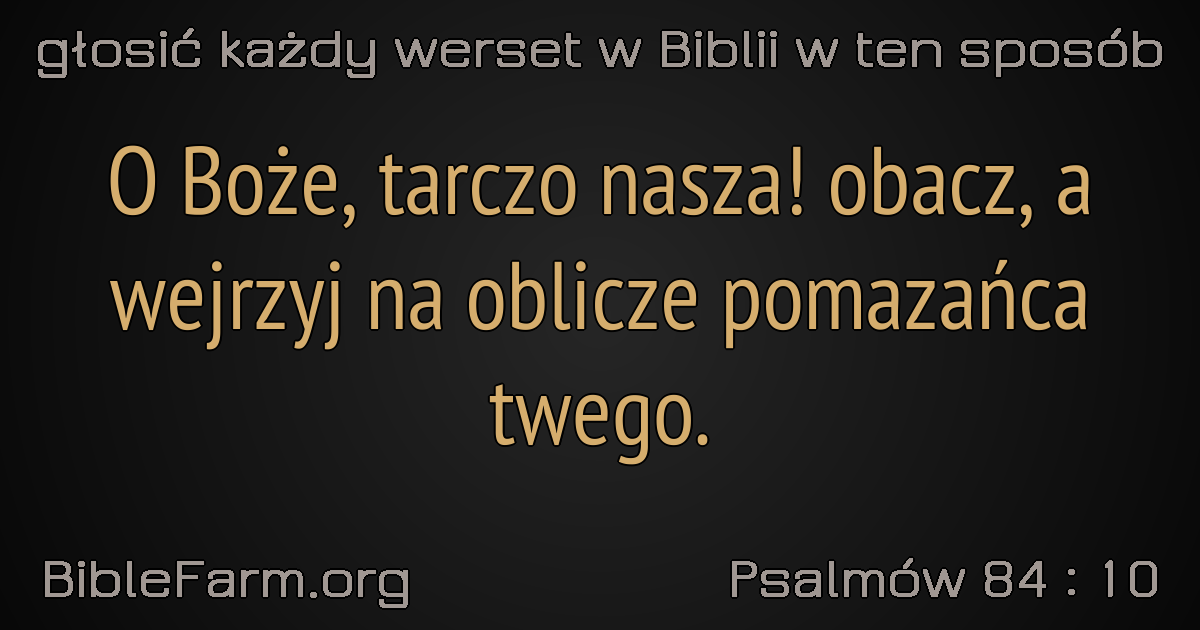 głosić każdy werset w Biblii w ten sposób
O Boże, tarczo nasza! obacz, a
wejrzyj na oblicze pomazańca
twego.
BibleFarm.org
Psalmów 84 : 10